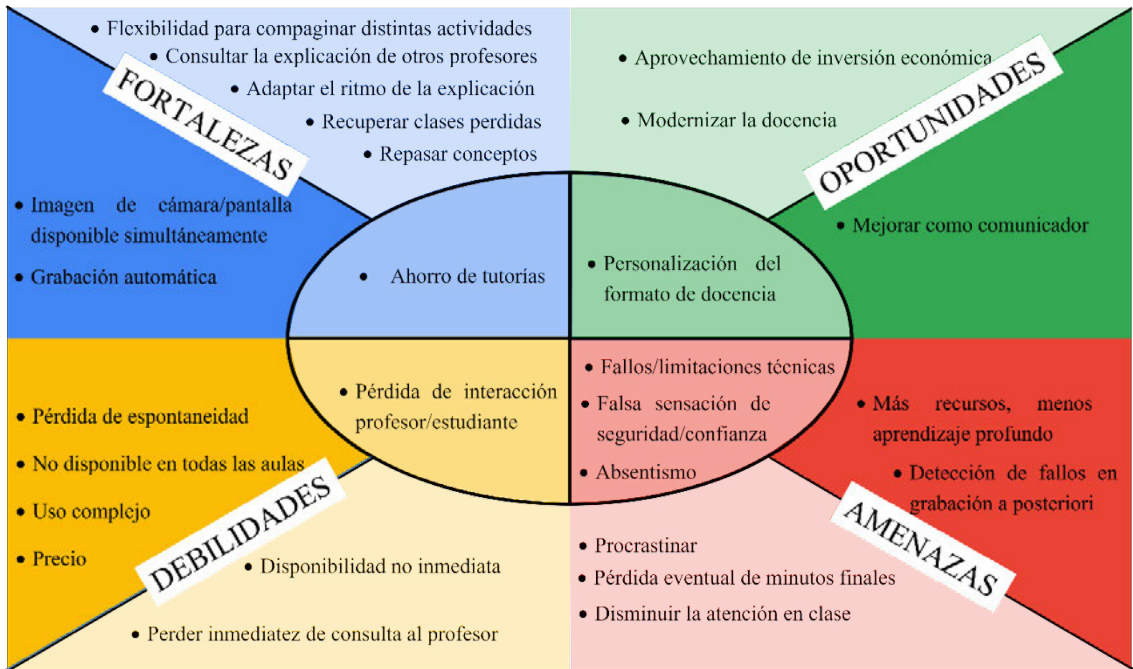 FORTALEZAS
• Flexibilidad para compaginar distintas actividades
• Consultar la explicación de otros profesores
• Adaptar el ritmo de la explicación
• Recuperar clases perdidas
• Repasar conceptos
• Imagen de cámara/pantalla
disponible simultáneamente
• Grabación automática
• Ahorro de tutorías
OPORTUNIDADES
• Aprovechamiento de inversión económica
• Modernizar la docencia
• Mejorar como comunicador
• Personalización del
formato de docencia
DEBILIDADES
• Pérdida de interacción
profesor/estudiante
• Pérdida de espontaneidad
• No disponible en todas las aulas
• Uso complejo
• Precio
• Disponibilidad no inmediata
• Perder inmediatez de consulta al profesor
AMENAZAS
• Fallos/limitaciones técnicas
• Falsa sensación de
seguridad/confianza
• Absentismo
• Más recursos, menos
aprendizaje profundo
• Detección de fallos en
grabación a posteriori
• Procrastinar
• Pérdida eventual de minutos finales
• Disminuir la atención en clase